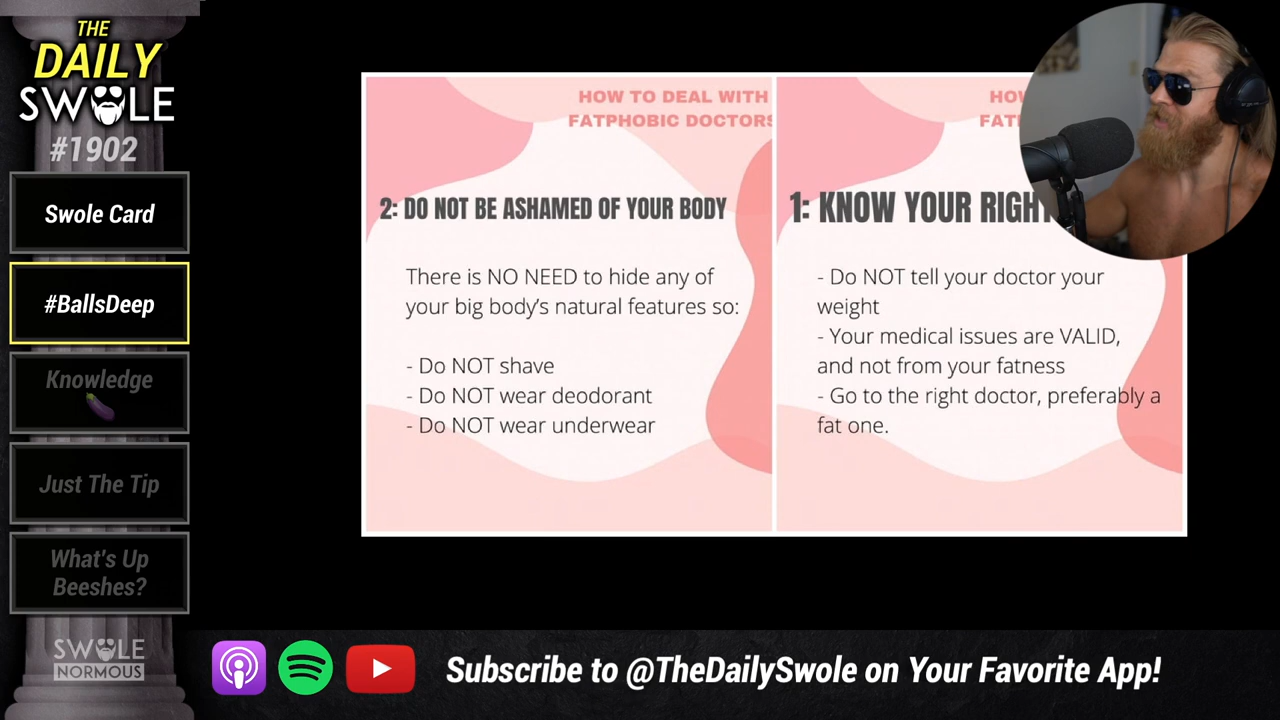 THE
DAILY
SWOLE
#1902
Swole Card
#BallsDeep
Knowledge
Just The Tip
What's Up
Beeshes?
SWOLE
NORMOUS
HOW TO DEAL WITH
FATPHOBIC DOCTORS
2: DO NOT BE ASHAMED OF YOUR BODY
There is NO NEED to hide any of
your big body's natural features so:
- Do NOT shave
- Do NOT wear deodorant
- Do NOT wear underwear
1: KNOW YOUR
- Do NOT tell your doctor your
weight
- Your medical issues are VALID,
and not from your fatness
- Go to the right doctor, preferably a
fat one.
Subscribe to @TheDailySwole on Your Favorite App!